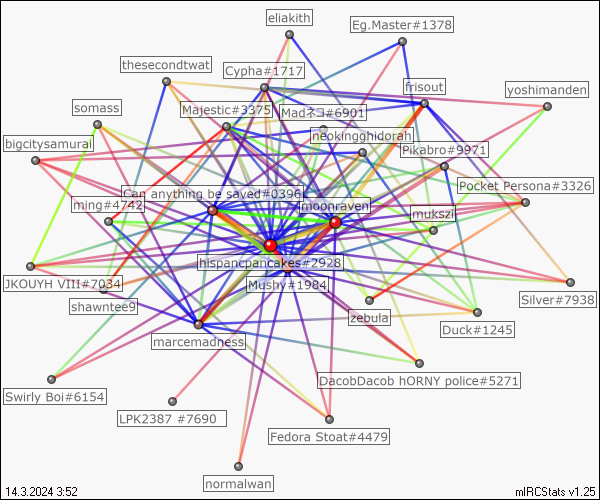 eliakith
Eg.Master#1378
thesecondtwat
Cypha#1717
frisout
yoshimanden
somass
Majestic#3375
Madネコ#6901
naokingghidorah
bigcitysamurai
Pikabro#9971
Can anything be saved#0396
Pocket Persona#3326
ming#4742
moonraven
mukszi
hispancpancakes#2928
JKOUYH VIII#7034
Mushy#1984
shawntee9
Silver#7938
zebula
Duck#1245
marcemadness
DacobDacob hORNY police#5271
Swirly Boi#6154
LPK2387 #7690
Fedora Stoat#4479
normalwan
14.3.2024 3:52
mIRCStats v1.25